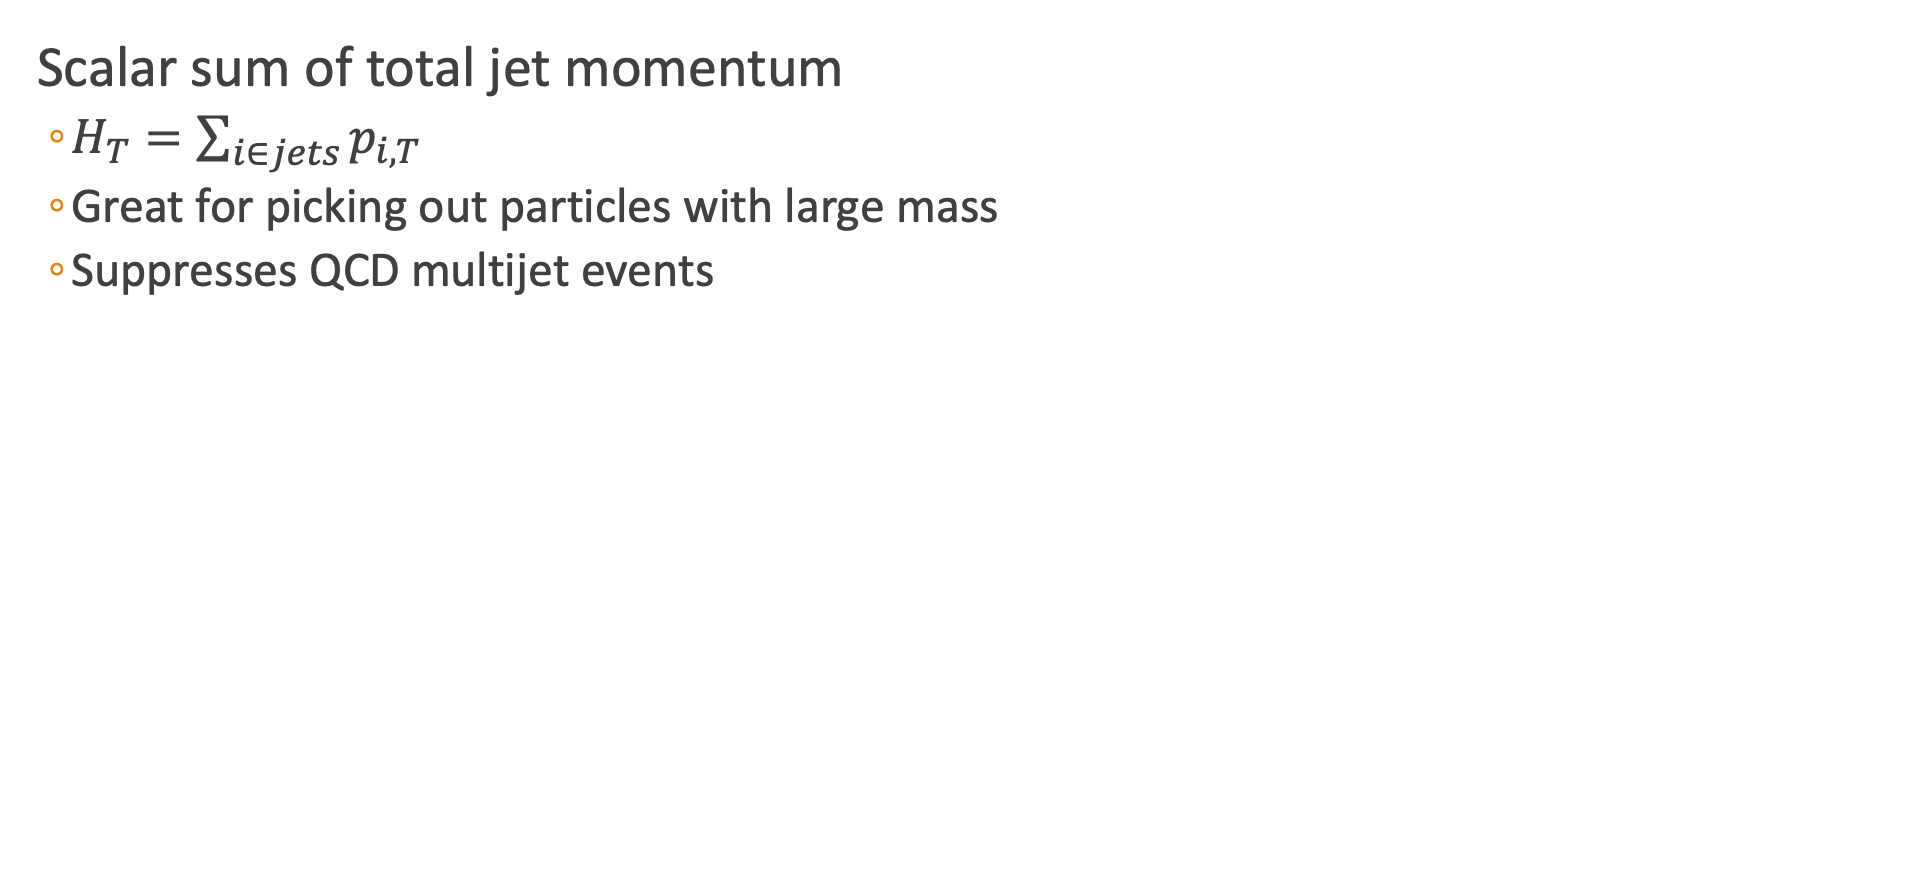 Scalar sum of total jet momentum
◦H_T = ∑_{i∈jets} p_{i,T}
◦Great for picking out particles with large mass
◦Suppresses QCD multijet events